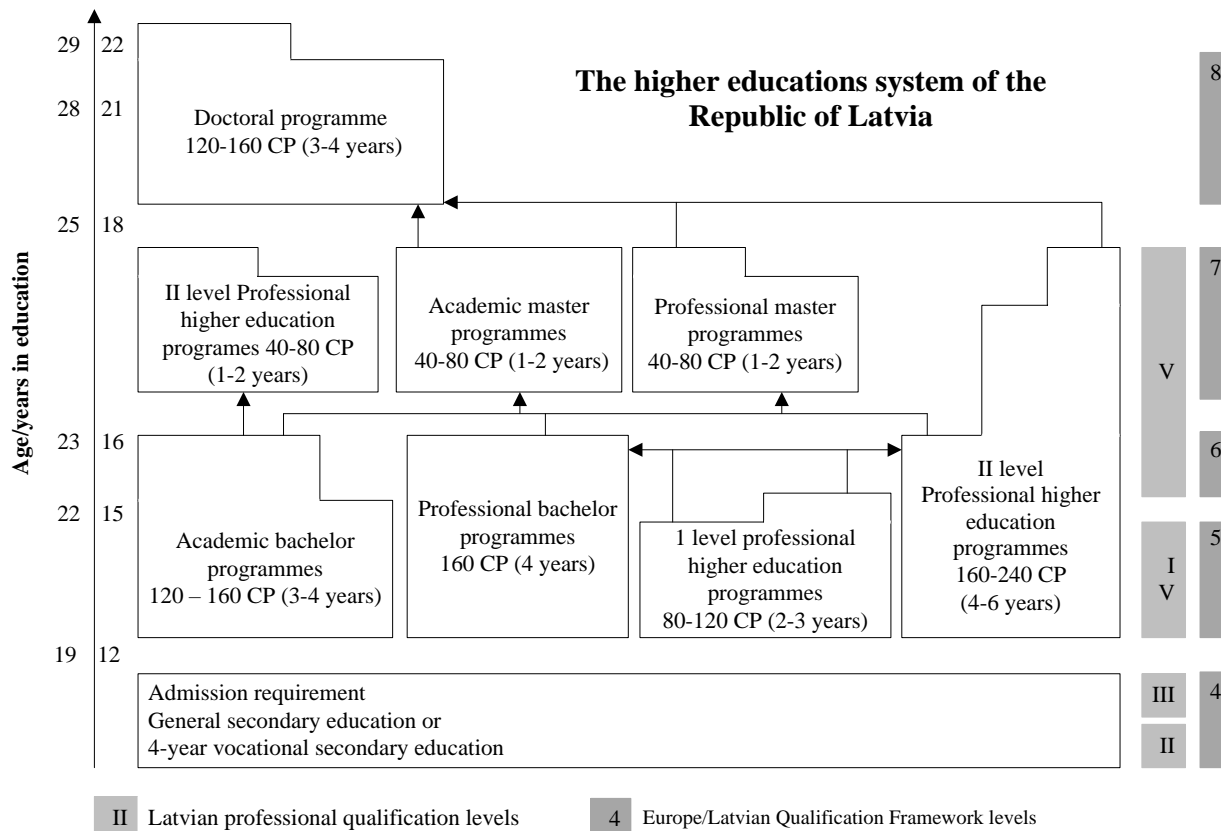 The higher educations system of the
Republic of Latvia
Age/years in education
29 22
28 21
25 18
23 16
22 15
19 12
Doctoral programme
120-160 CP (3-4 years)
II level Professional
higher education
programes 40-80 CP
(1-2 years)
Academic master
programmes
40-80 CP (1-2 years)
Professional master
programmes
40-80 CP (1-2 years)
Academic bachelor
programmes
120 – 160 CP (3-4 years)
Professional bachelor
programmes
160 CP (4 years)
1 level professional
higher education
programmes
80-120 CP (2-3 years)
II level
Professional higher
education
programmes
160-240 CP
(4-6 years)
Admission requirement
General secondary education or
4-year vocational secondary education
V
I
V
III
II
8
7
6
5
4
II Latvian professional qualification levels
4 Europe/Latvian Qualification Framework levels